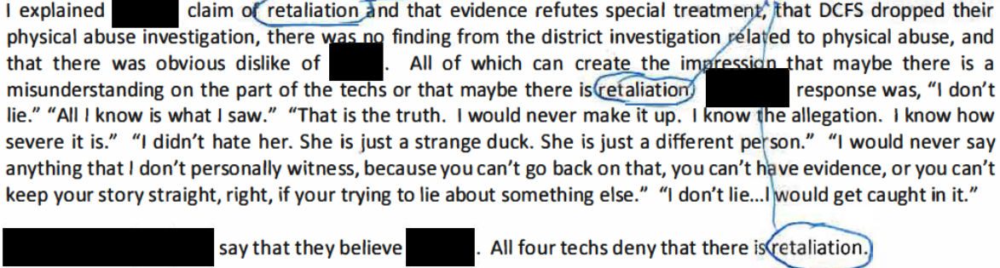 I explained claim of retaliation and that evidence refutes special treatment, that DCFS dropped their
physical abuse investigation, there was no finding from the district investigation related to physical abuse, and
that there was obvious dislike of . All of which can create the impression that maybe there is a
misunderstanding on the part of the techs or that maybe there is retaliation response was, “I don’t
lie.” “All I know is what I saw.” “That is the truth. I would never make it up. I know the allegation. I know how
severe it is.” “I didn’t hate her. She is just a strange duck. She is just a different person.” “I would never say
anything that I don’t personally witness, because you can’t go back on that, you can’t have evidence, or you can’t
keep your story straight, right, if your trying to lie about something else.” “I don’t lie...I would get caught in it.”
say that they believe . All four techs deny that there is retaliation.